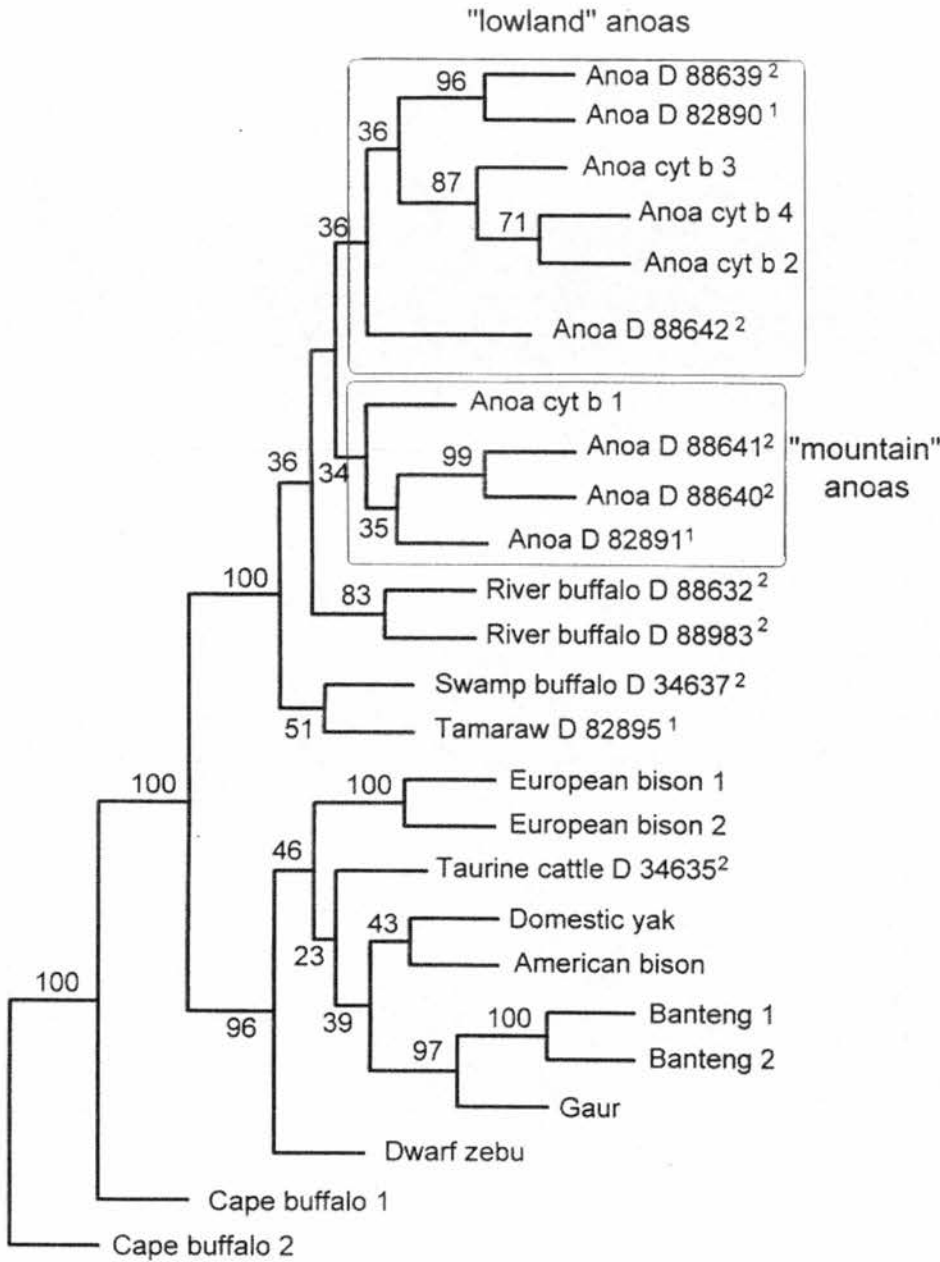 "lowland" anoas
96
Anoa D 88639 2
Anoa D 82890 1
36
Anoa cyt b 3
87
Anoa cyt b 4
71
36
Anoa cyt b 2
Anoa D 88642 2
Anoa cyt b 1
Anoa D 88641 2
"mountain"
anoas
99
36
34
Anoa D 88640 2
35
Anoa D 82891 1
100
83
River buffalo D 88632 2
River buffalo D 88983 2
Swamp buffalo D 34637 2
51
Tamaraw D 82895 1
100
100
European bison 1
European bison 2
46
Taurine cattle D 34635 2
43
Domestic yak
23
American bison
100
39
100
Banteng 1
96
97
Banteng 2
Gaur
Dwarf zebu
Cape buffalo 1
Cape buffalo 2